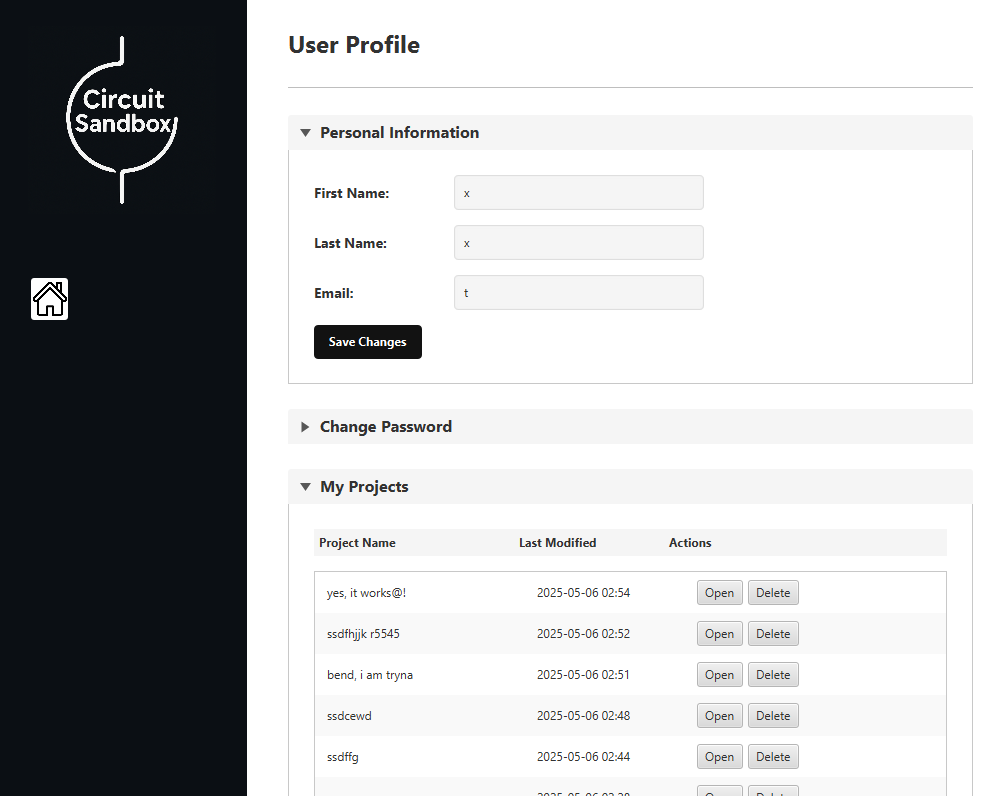 Circuit
Sandbox
User Profile
Personal Information
First Name: x
Last Name: x
Email: t
Save Changes
Change Password
My Projects
Project Name Last Modified Actions
yes, it works@! 2025-05-06 02:54 Open Delete
ssdfhjjk r5545 2025-05-06 02:52 Open Delete
bend, i am tryna 2025-05-06 02:51 Open Delete
ssdcewd 2025-05-06 02:48 Open Delete
ssdffg 2025-05-06 02:44 Open Delete